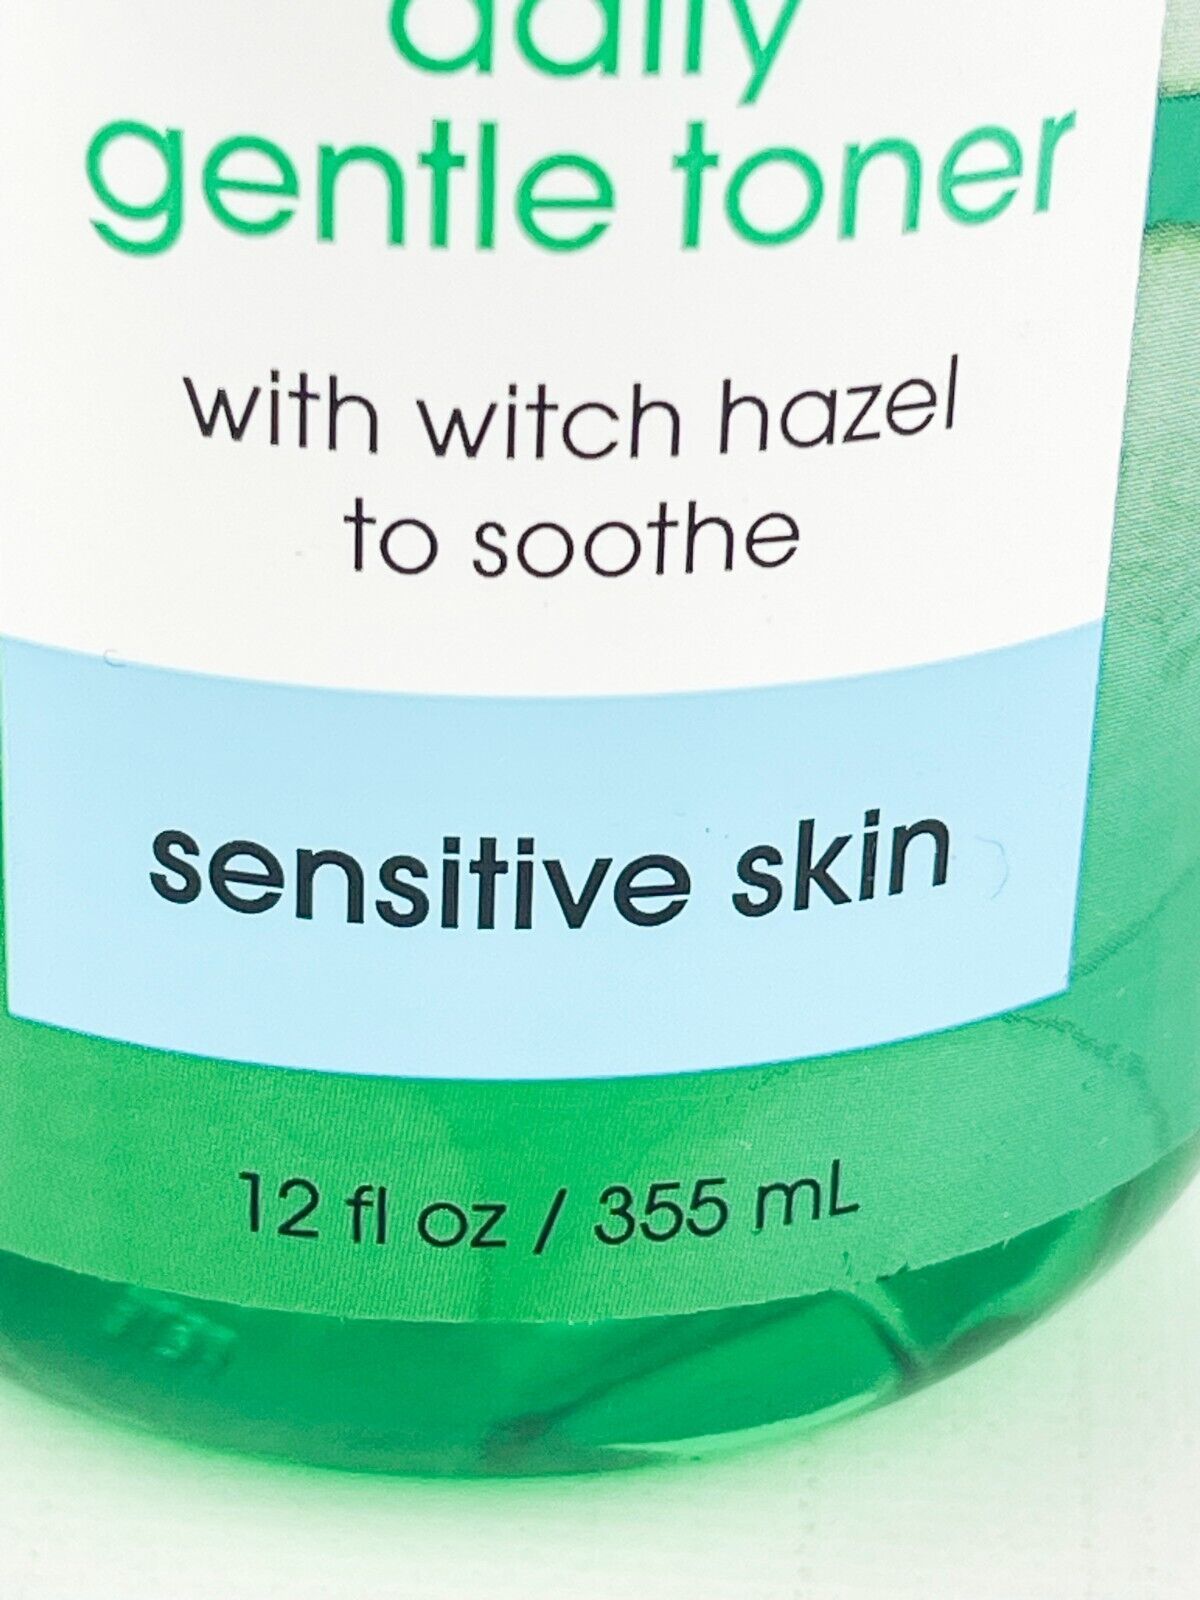 daily
gentle toner
with witch hazel
to soothe
sensitive skin
12 fl oz / 355 mL